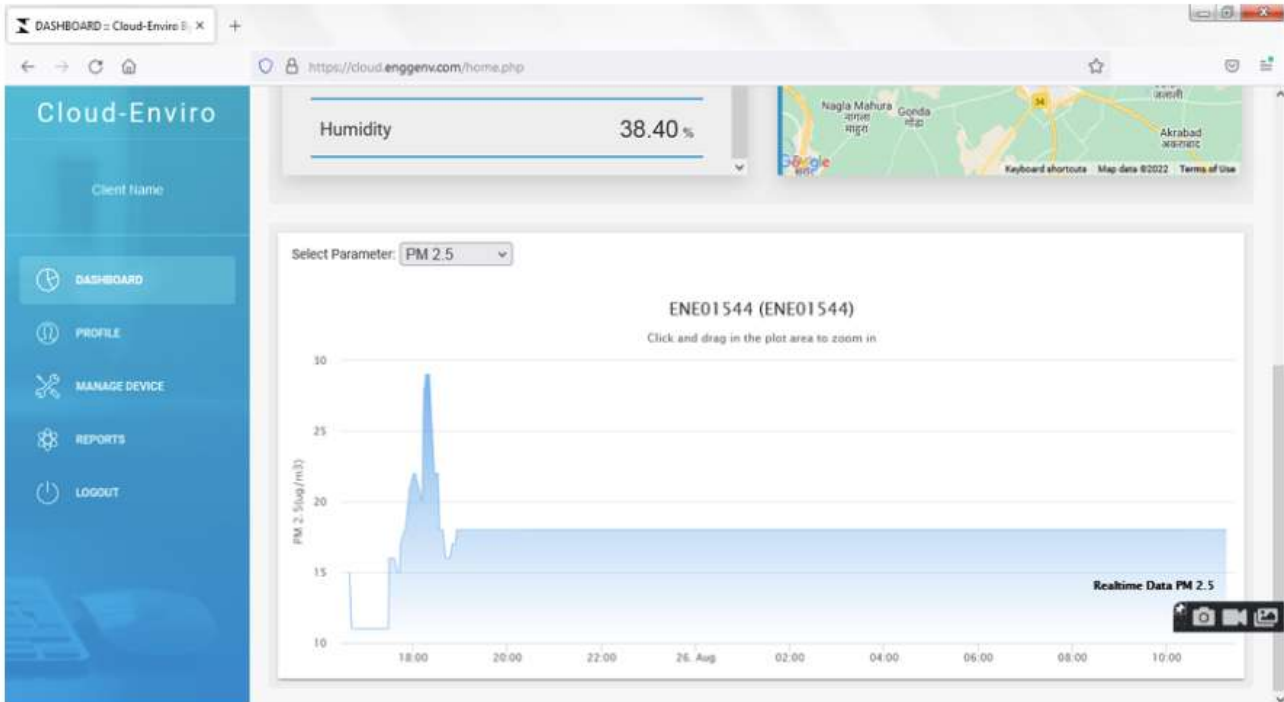 DASHBOARD :: Cloud-Enviro B
https://cloud.enggenv.com/home.php
Cloud-Enviro
Client Name
DASHBOARD
PROFILE
MANAGE DEVICE
REPORTS
LOGOUT
Humidity 38.40 %
Nagla Mahura
नगला
माहुरा
Gonda
गोंडा
34
जलाली
Akrabad
अकराबाद
Google
Keyboard shortcuts Map data ©2022 Terms of Use
Select Parameter: PM 2.5
ENE01544 (ENE01544)
Click and drag in the plot area to zoom in
PM 2.5(ug/m3)
30
25
20
15
10
Realtime Data PM 2.5
18:00 20:00 22:00 26. Aug 02:00 04:00 06:00 08:00 10:00